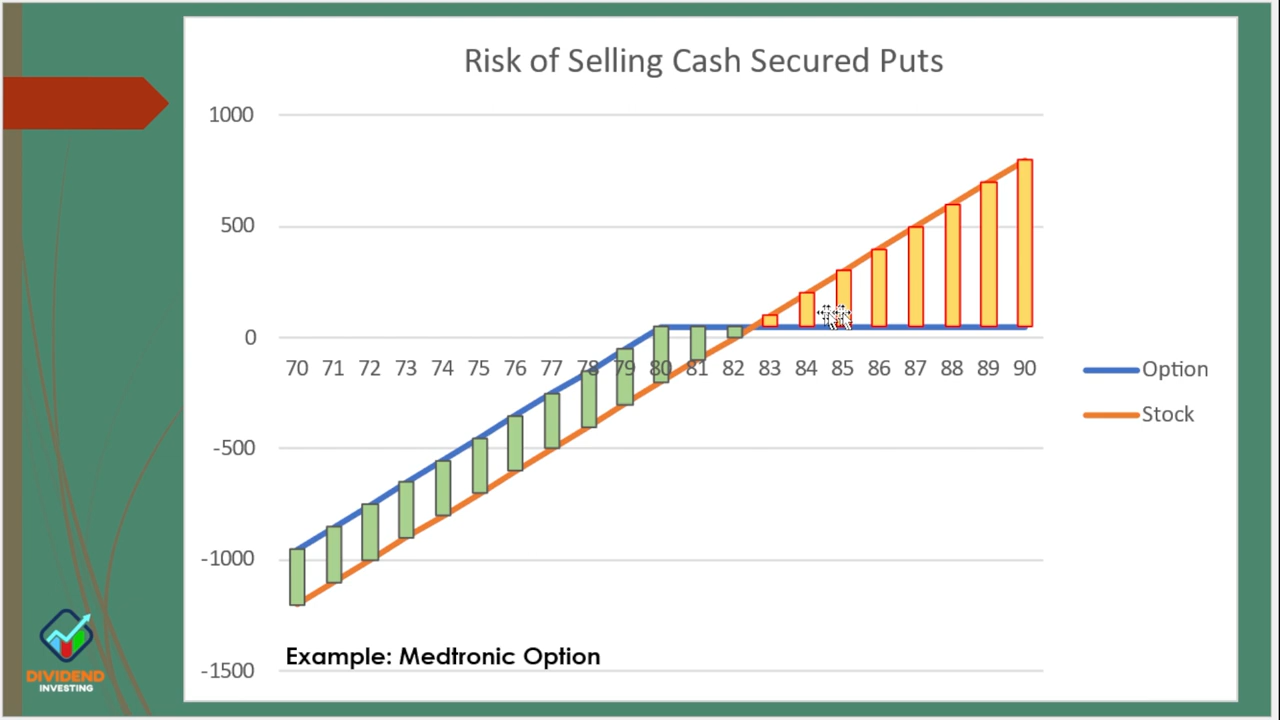 Risk of Selling Cash Secured Puts
1000
500
0
70 71 72 73 74 75 76 77 78 79 80 81 82 83 84 85 86 87 88 89 90
Option
Stock
-500
-1000
Example: Medtronic Option
-1500
DIVIDEND
INVESTING